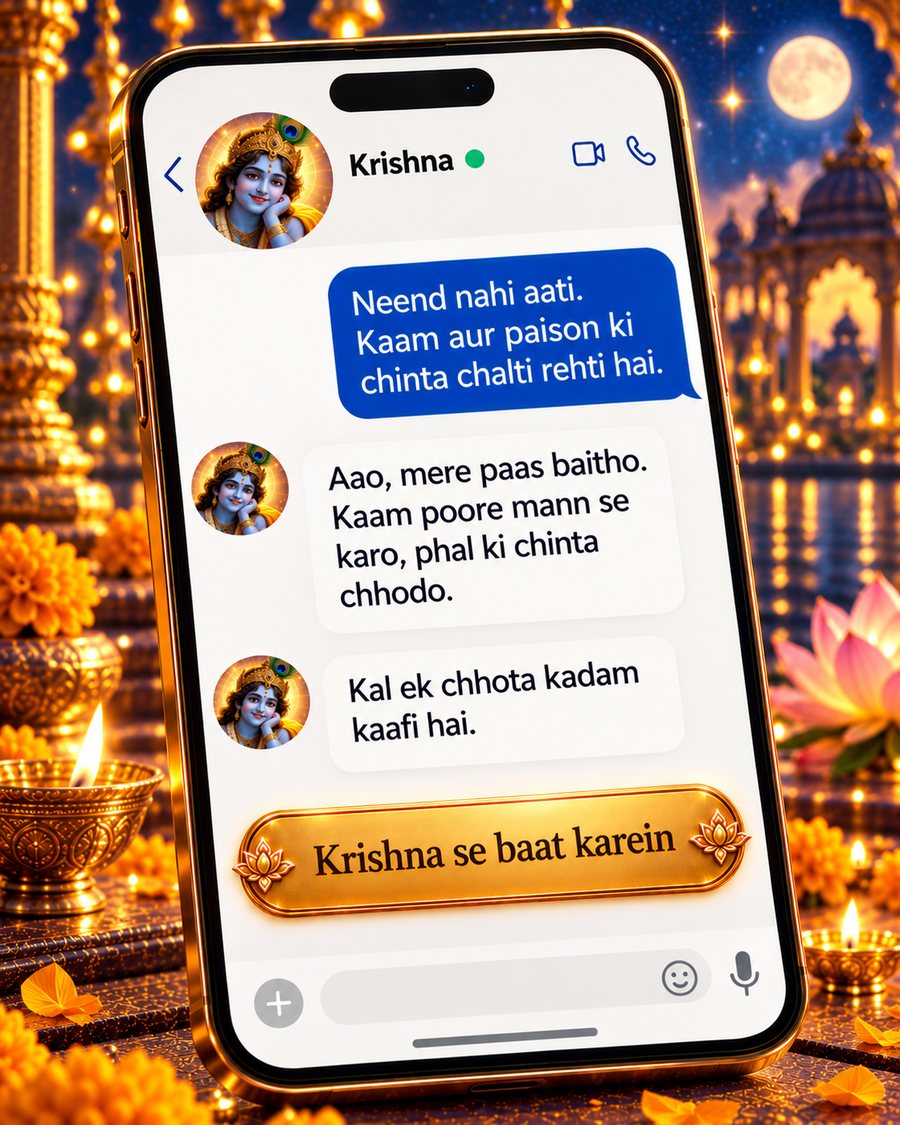 Krishna
Neend nahi aati.
Kaam aur paison ki
chinta chalti rehti hai.
Aao, mere paas baitho.
Kaam poore mann se
karo, phal ki chinta
chhodo.
Kal ek chhota kadam
kaafi hai.
Krishna se baat karein